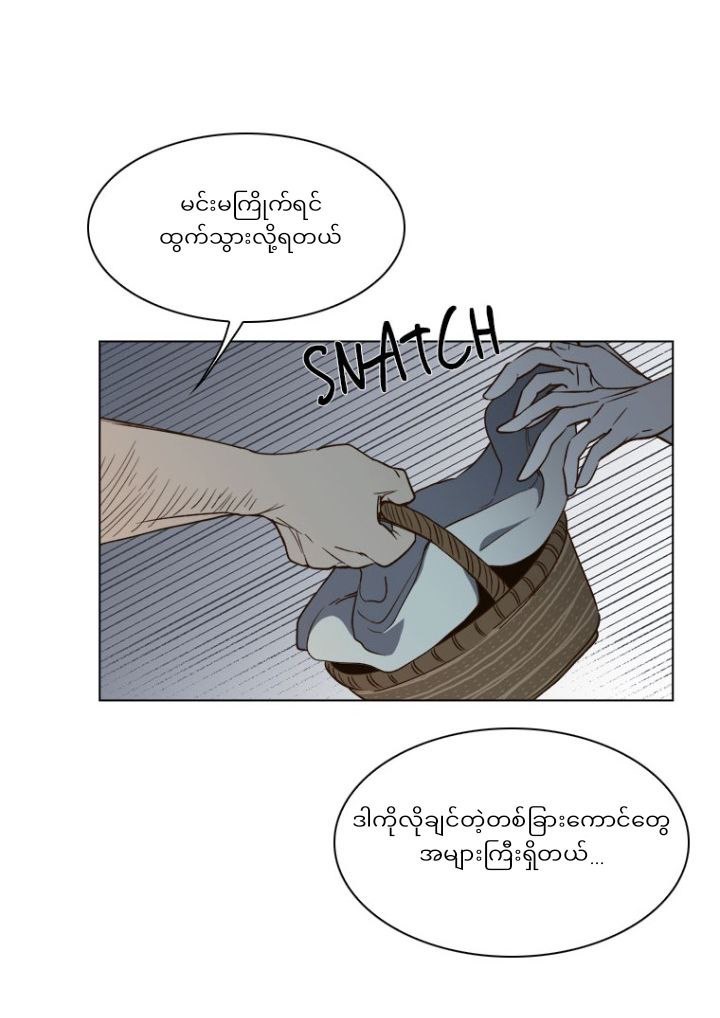 မင်းမကြိုက်ရင်
ထွက်သွားလို့ရတယ်
SNATCH
ဒါကိုလိုချင်တဲ့တစ်ခြားကောင်တွေ
အများကြီးရှိတယ်...